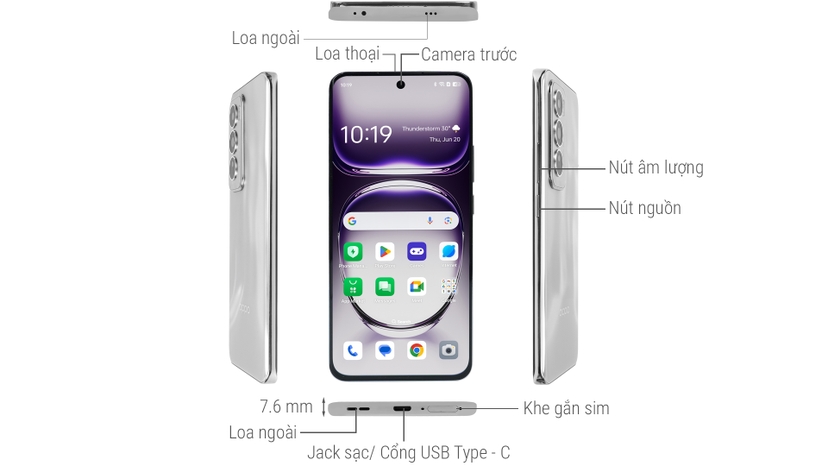 Loa ngoài
Loa thoại
Camera trước
10:19
Thunderstorm 30°
Thu, Jun 20
Nút âm lượng
Nút nguồn
7.6 mm
Khe gắn sim
Loa ngoài
Jack sạc/ Cổng USB Type - C